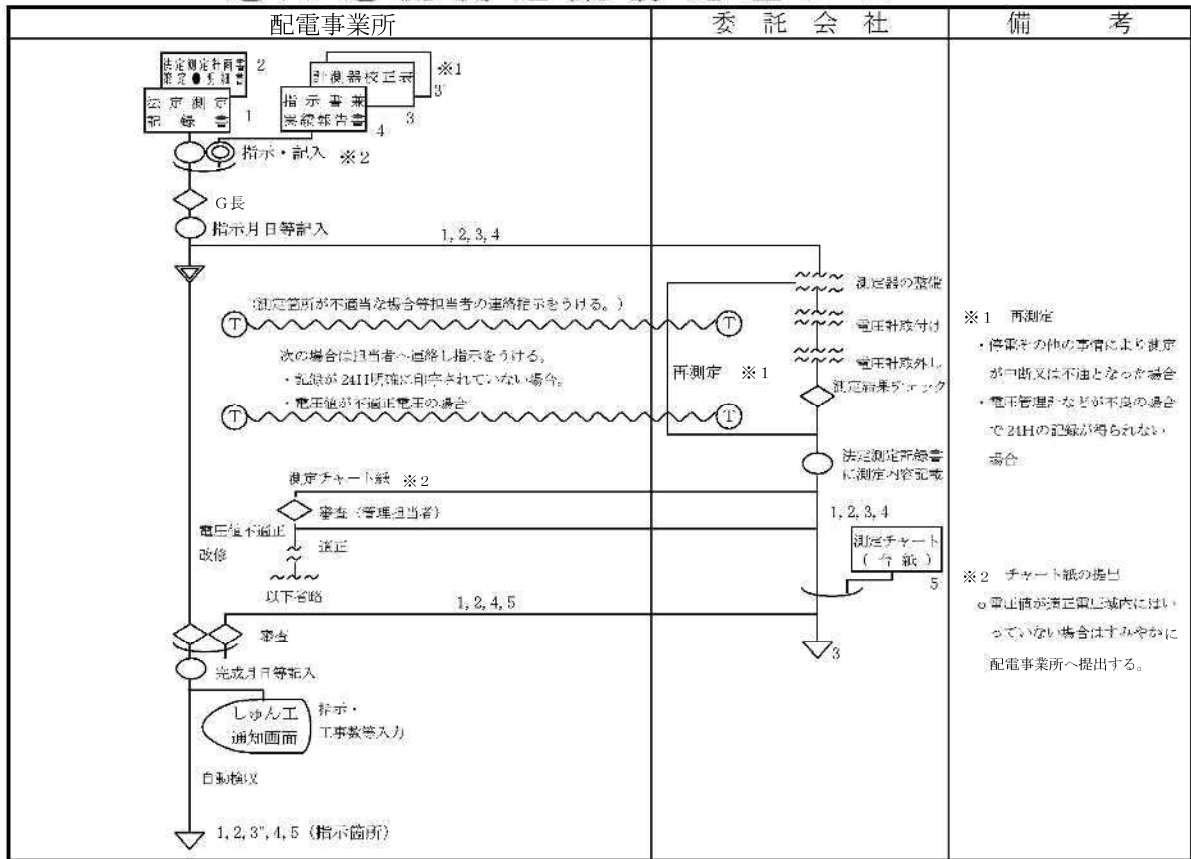 配電事業所
委託会社
備考
法定測定計画書
策定●明細書
2
法定測定
記録書
1
計測器校正表
※1
3'
3
指示書兼
実績報告書
4
指示・記入 ※2
G長
指示月日等記入
1, 2, 3, 4
測定器の整備
(測定箇所が不適当な場合等担当者の連絡指示をうける。)
T
T
電圧計取付け
次の場合は担当者へ連絡し指示をうける。
・記録が24H明確に印字されていない場合。
・電圧値が不適正電圧の場合
T
T
再測定 ※1
電圧計取外し
測定結果チェック
法定測定記録書
に測定内容記載
測定チャート紙 ※2
審査(管理担当者)
電圧値不適正
改修
適正
以下省略
1, 2, 3, 4
測定チャート
(台紙)
5
1, 2, 4, 5
審査
3
完成月日等記入
しゅん工
通知画面
指示・
工事数等入力
自動検収
1, 2, 3", 4, 5 (指示箇所)
※1 再測定
・停電その他の事情により測定
が中断又は不適となった場合
・電圧管理計などが不良の場合
で24Hの記録が得られない
場合
※2 チャート紙の提出
o電圧値が適正電圧域内にはい
っていない場合はすみやかに
配電事業所へ提出する。